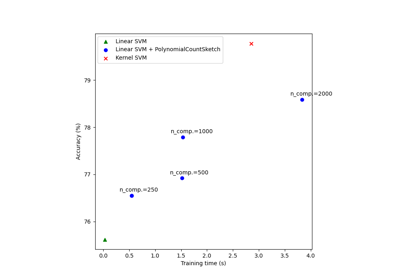 Linear SVM
Linear SVM + PolynomialCountSketch
Kernel SVM
n_comp.=2000
n_comp.=1000
n_comp.=500
n_comp.=250
79
78
77
76
Accuracy (%)
0.0 0.5 1.0 1.5 2.0 2.5 3.0 3.5 4.0
Training time (s)